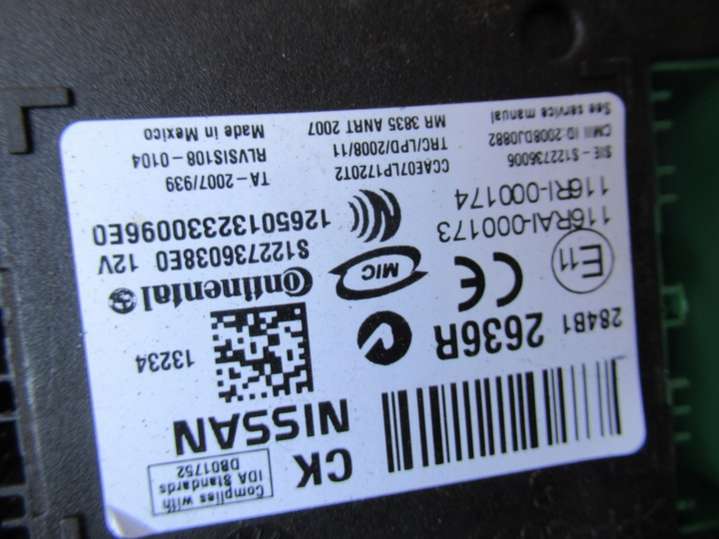 CK
Complies with
IDA Standards
DB01752
NISSAN
284B1
2636R
13234
E11
CE
MIC
Continental
S122736038E0 12V
116RAI-000173
116RI-000174
12650132330096E0
SIE - S122736006
CMII ID:2008DJ0882
See service manual
CCAE07LP1720T2
TRC/LPD/2008/11
MR 3835 ANRT 2007
TA-2007/939
RLVSIS108-0104
Made in Mexico